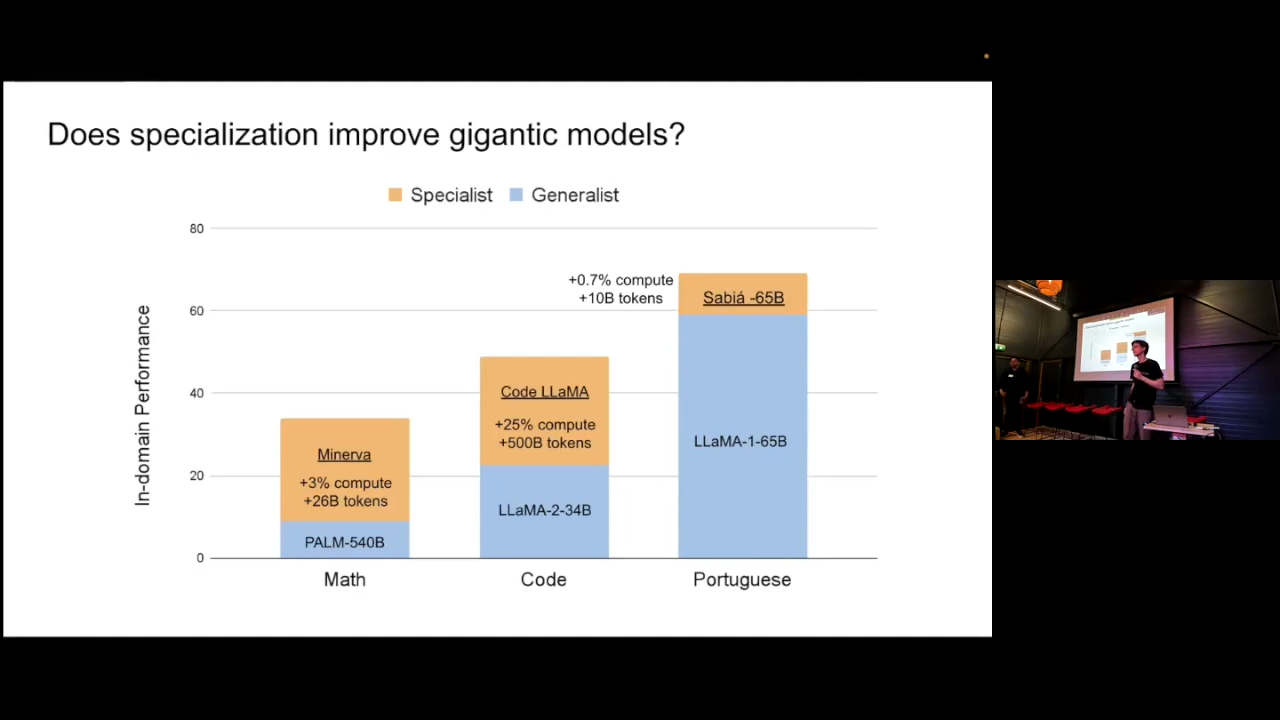 Does specialization improve gigantic models?
Specialist Generalist
80
60
40
20
0
In-domain Performance
+0.7% compute
+10B tokens
Sabiá -65B
LLaMA-1-65B
Code LLaMA
+25% compute
+500B tokens
LLaMA-2-34B
Minerva
+3% compute
+26B tokens
PALM-540B
Math Code Portuguese